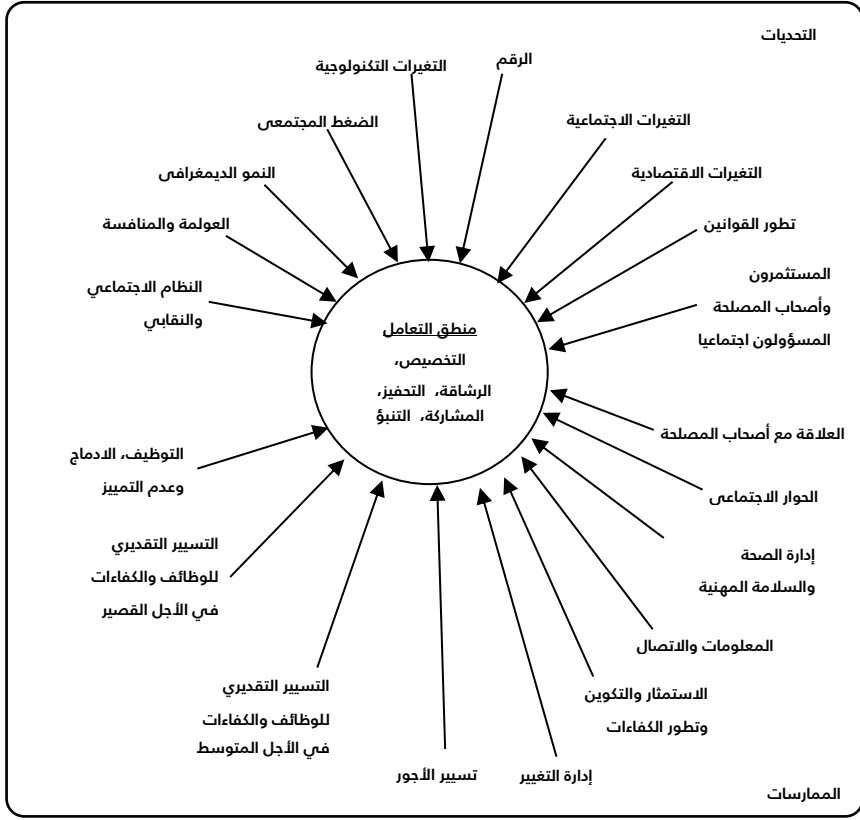 التحديات
الرقم
التغيرات التكنولوجية
التغيرات الاجتماعية
الضغط المجتمعى
التغيرات الاقتصادية
النمو الديمغرافى
تطور القوانين
العولمة والمنافسة
المستثمرون
وأصحاب المصلحة
المسؤولون اجتماعيا
النظام الاجتماعي
والنقابي
منطق التعامل
التخصيص،
الرشاقة، التحفيز،
المشاركة، التنبؤ
العلاقة مع أصحاب المصلحة
التوظيف، الادماج
وعدم التمييز
الحوار الاجتماعى
إدارة الصحة
والسلامة المهنية
التسيير التقديري
للوظائف والكفاءات
في الأجل القصير
المعلومات والاتصال
التسيير التقديري
للوظائف والكفاءات
في الأجل المتوسط
الاستثمار والتكوين
وتطور الكفاءات
تسيير الأجور
إدارة التغيير
الممارسات